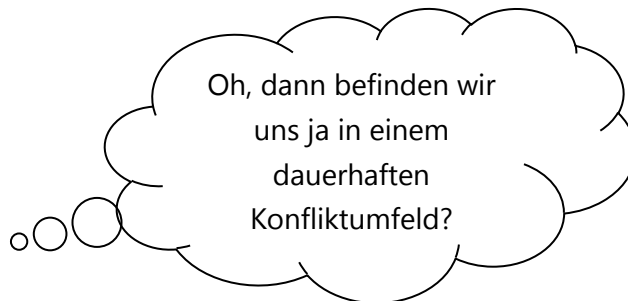 Oh, dann befinden wir
uns ja in einem
dauerhaften
Konfliktumfeld?